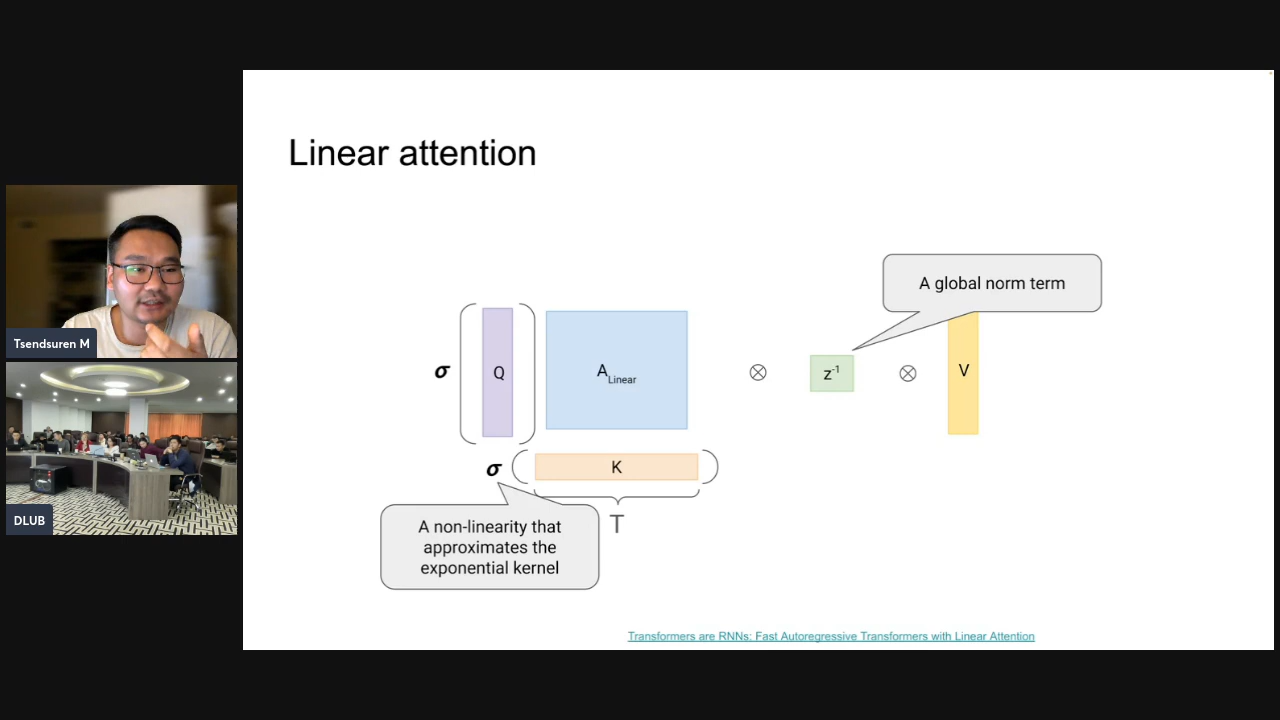 Linear attention
A global norm term
σ
Q
A Linear
⊗
z-1
⊗
V
σ
K
T
A non-linearity that
approximates the
exponential kernel
Transformers are RNNs: Fast Autoregressive Transformers with Linear Attention
Tsendsuren M
DLUB